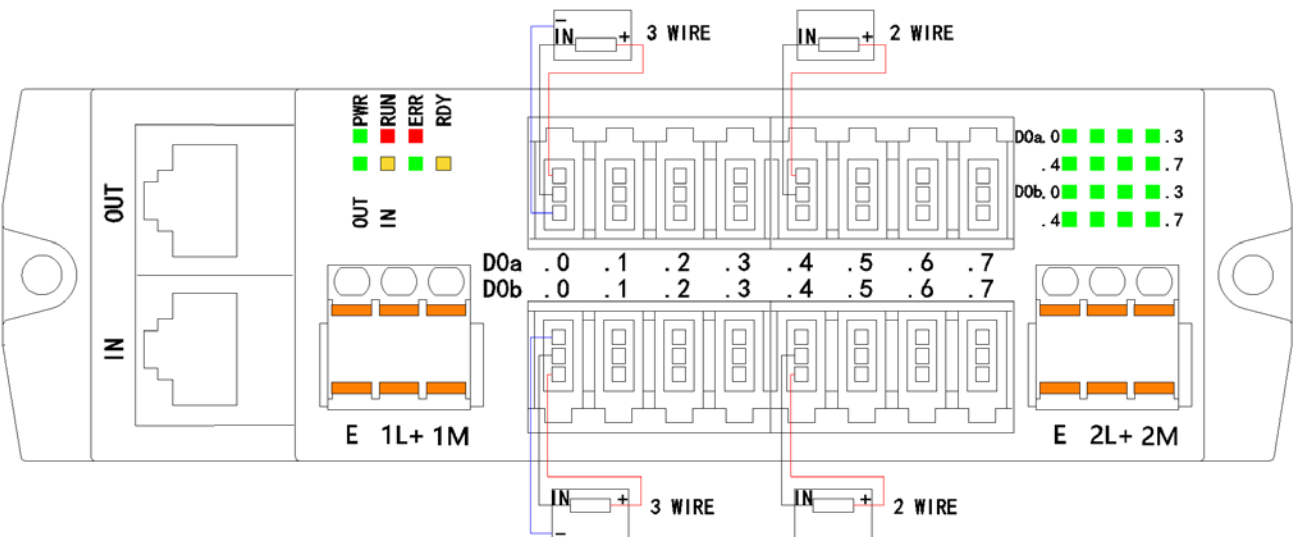 − IN + 3 WIRE
IN + 2 WIRE
PWR RUN ERR RDY
OUT IN
OUT
IN
DOa.0 .3
.4 .7
DOb.0 .3
.4 .7
DOa .0 .1 .2 .3 .4 .5 .6 .7
DOb .0 .1 .2 .3 .4 .5 .6 .7
E 1L+ 1M
E 2L+ 2M
IN + 3 WIRE
−
IN + 2 WIRE